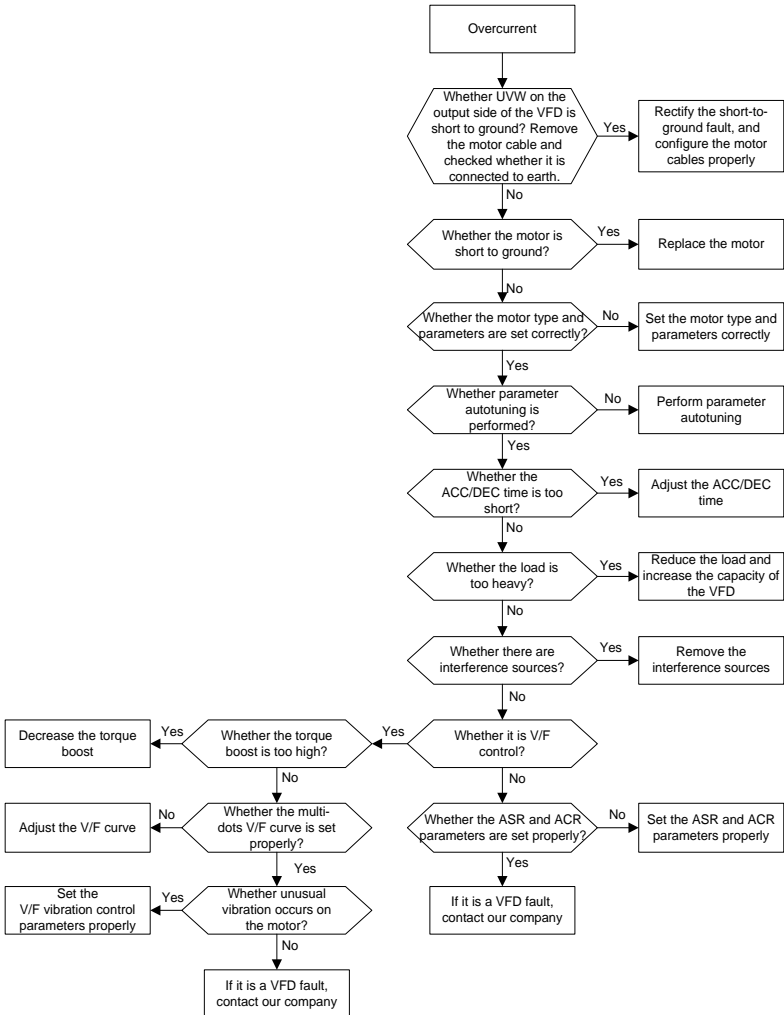 Overcurrent
Whether UVW on the
output side of the VFD is
short to ground? Remove
the motor cable and
checked whether it is
connected to earth.
Yes
Rectify the short-to-
ground fault, and
configure the motor
cables properly
No
Whether the motor is
short to ground?
Yes
Replace the motor
No
Whether the motor type and
parameters are set correctly?
No
Set the motor type and
parameters correctly
Yes
Whether parameter
autotuning is
performed?
No
Perform parameter
autotuning
Yes
Whether the
ACC/DEC time is too
short?
Yes
Adjust the ACC/DEC
time
No
Whether the load is
too heavy?
Yes
Reduce the load and
increase the capacity of
the VFD
No
Whether there are
interference sources?
Yes
Remove the
interference sources
No
Whether it is V/F
control?
Yes
Whether the torque
boost is too high?
Yes
Decrease the torque
boost
No
Whether the multi-
dots V/F curve is set
properly?
No
Adjust the V/F curve
Yes
Whether unusual
vibration occurs on
the motor?
Yes
Set the
V/F vibration control
parameters properly
No
If it is a VFD fault,
contact our company
No
Whether the ASR and ACR
parameters are set properly?
No
Set the ASR and ACR
parameters properly
Yes
If it is a VFD fault,
contact our company